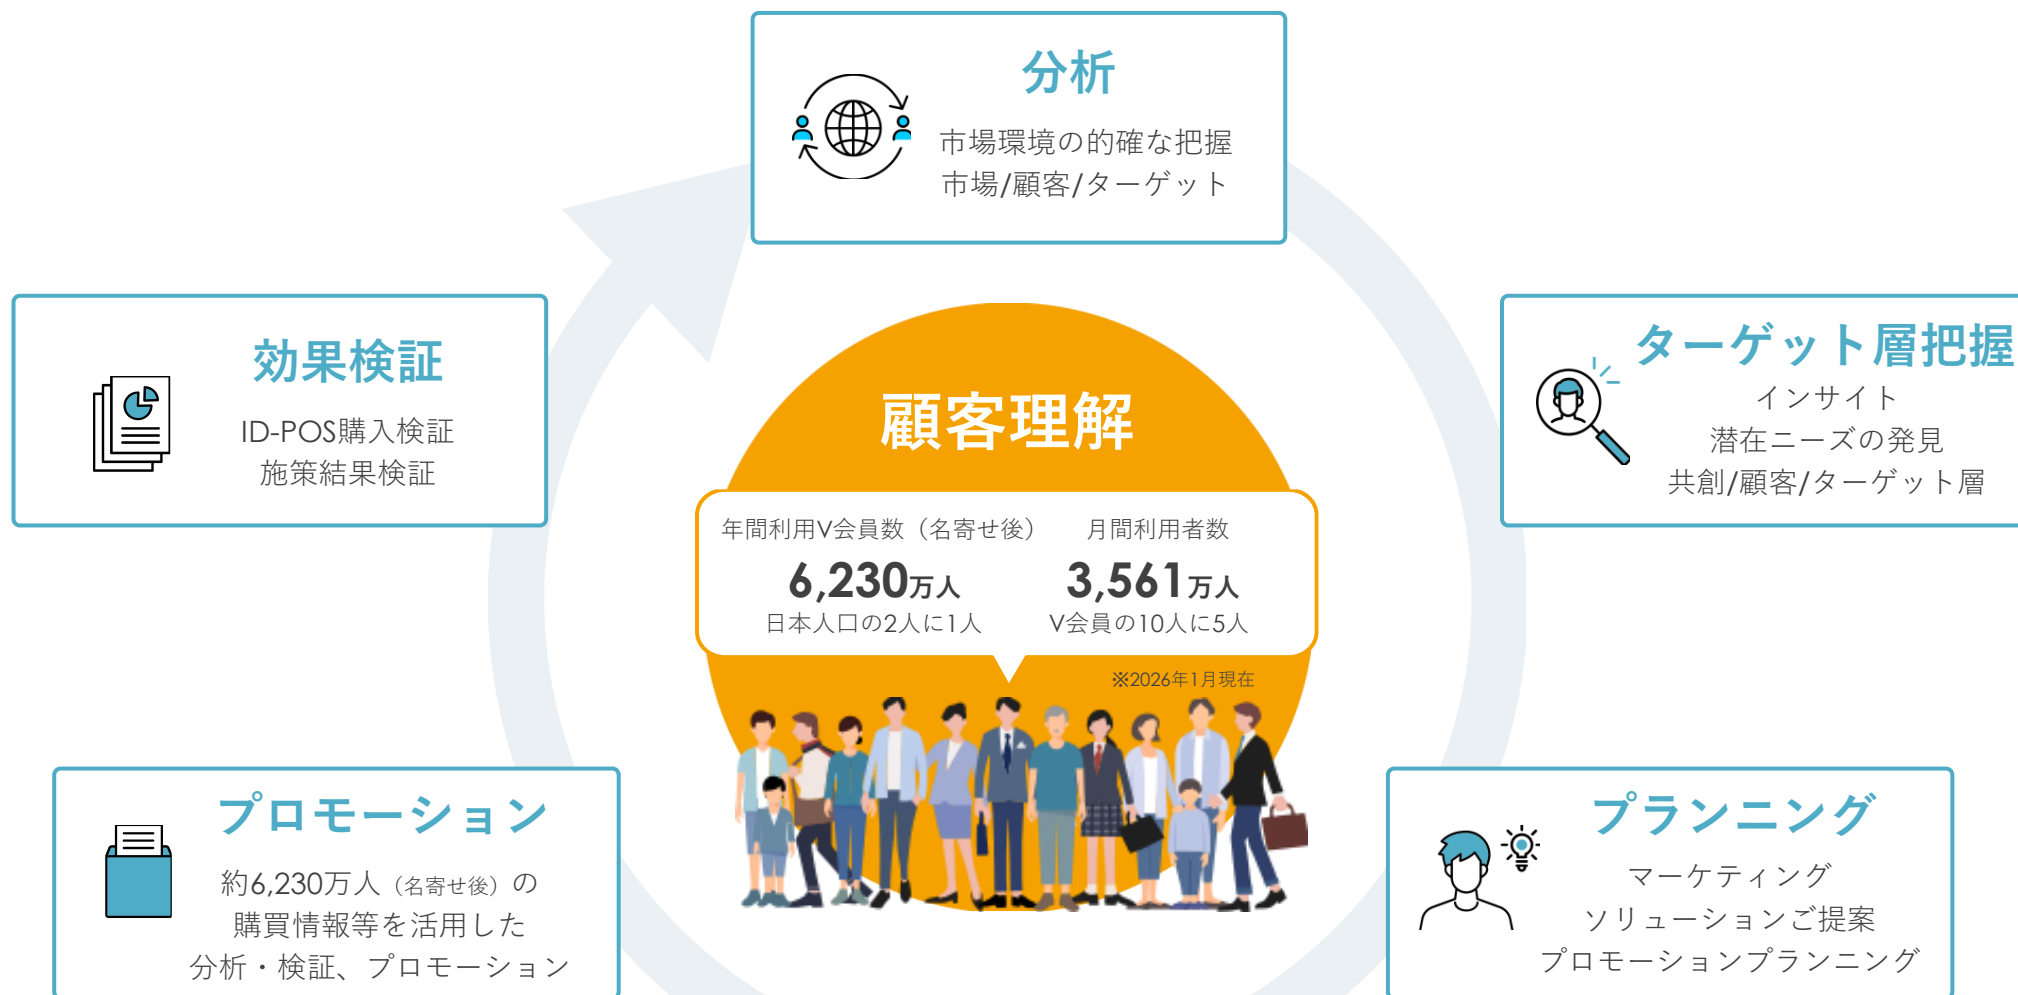 分析
市場環境の的確な把握
市場/顧客/ターゲット
ターゲット層把握
インサイト
潜在ニーズの発見
共創/顧客/ターゲット層
プランニング
マーケティング
ソリューションご提案
プロモーションプランニング
プロモーション
約6,230万人（名寄せ後）の
購買情報等を活用した
分析・検証、プロモーション
効果検証
ID-POS購入検証
施策結果検証
顧客理解
年間利用V会員数（名寄せ後）
6,230万人
日本人口の2人に1人
月間利用者数
3,561万人
V会員の10人に5人
※2026年1月現在